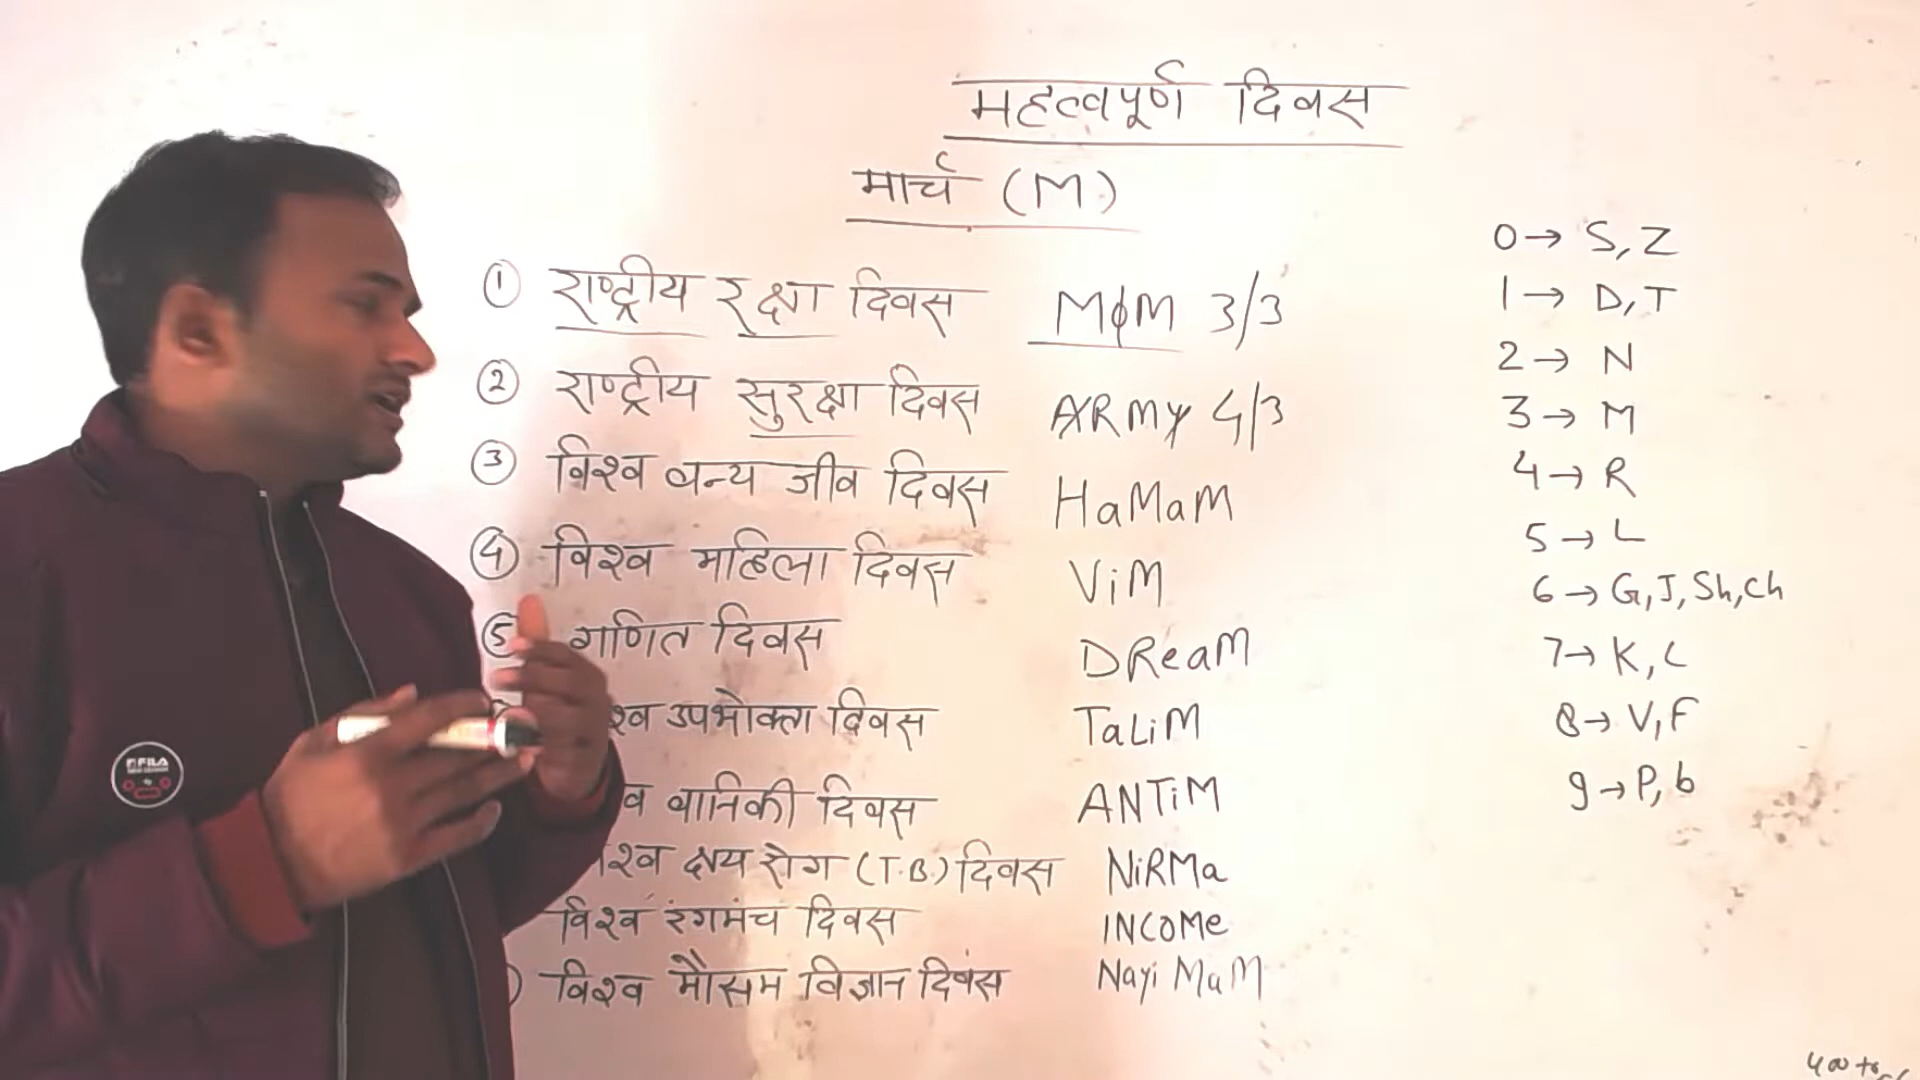 महत्वपूर्ण दिवस
मार्च (M)
① राष्ट्रीय रक्षा दिवस MOM 3/3
② राष्ट्रीय सुरक्षा दिवस ARMY 4/3
③ विश्व वन्य जीव दिवस HaMaM
④ विश्व महिला दिवस ViM
⑤ गणित दिवस DReaM
श्व उपभोक्ता दिवस TaLiM
व वानिकी दिवस ANTiM
विश्व क्षय रोग (T.B.) दिवस NiRMa
विश्व रंगमंच दिवस INCOMe
विश्व मौसम विज्ञान दिवस Nayi MaM
0→ S, Z
1→ D, T
2→ N
3→ M
4→ R
5→ L
6→ G, J, Sh, Ch
7→ K, C
8→ V, F
9→ P, b
FILA